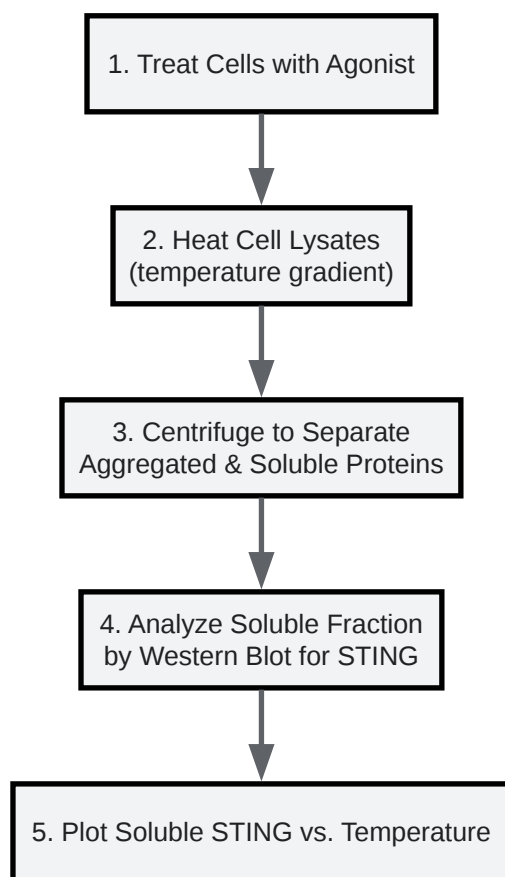 1. Treat Cells with Agonist
2. Heat Cell Lysates
(temperature gradient)
3. Centrifuge to Separate
Aggregated & Soluble Proteins
4. Analyze Soluble Fraction
by Western Blot for STING
5. Plot Soluble STING vs. Temperature